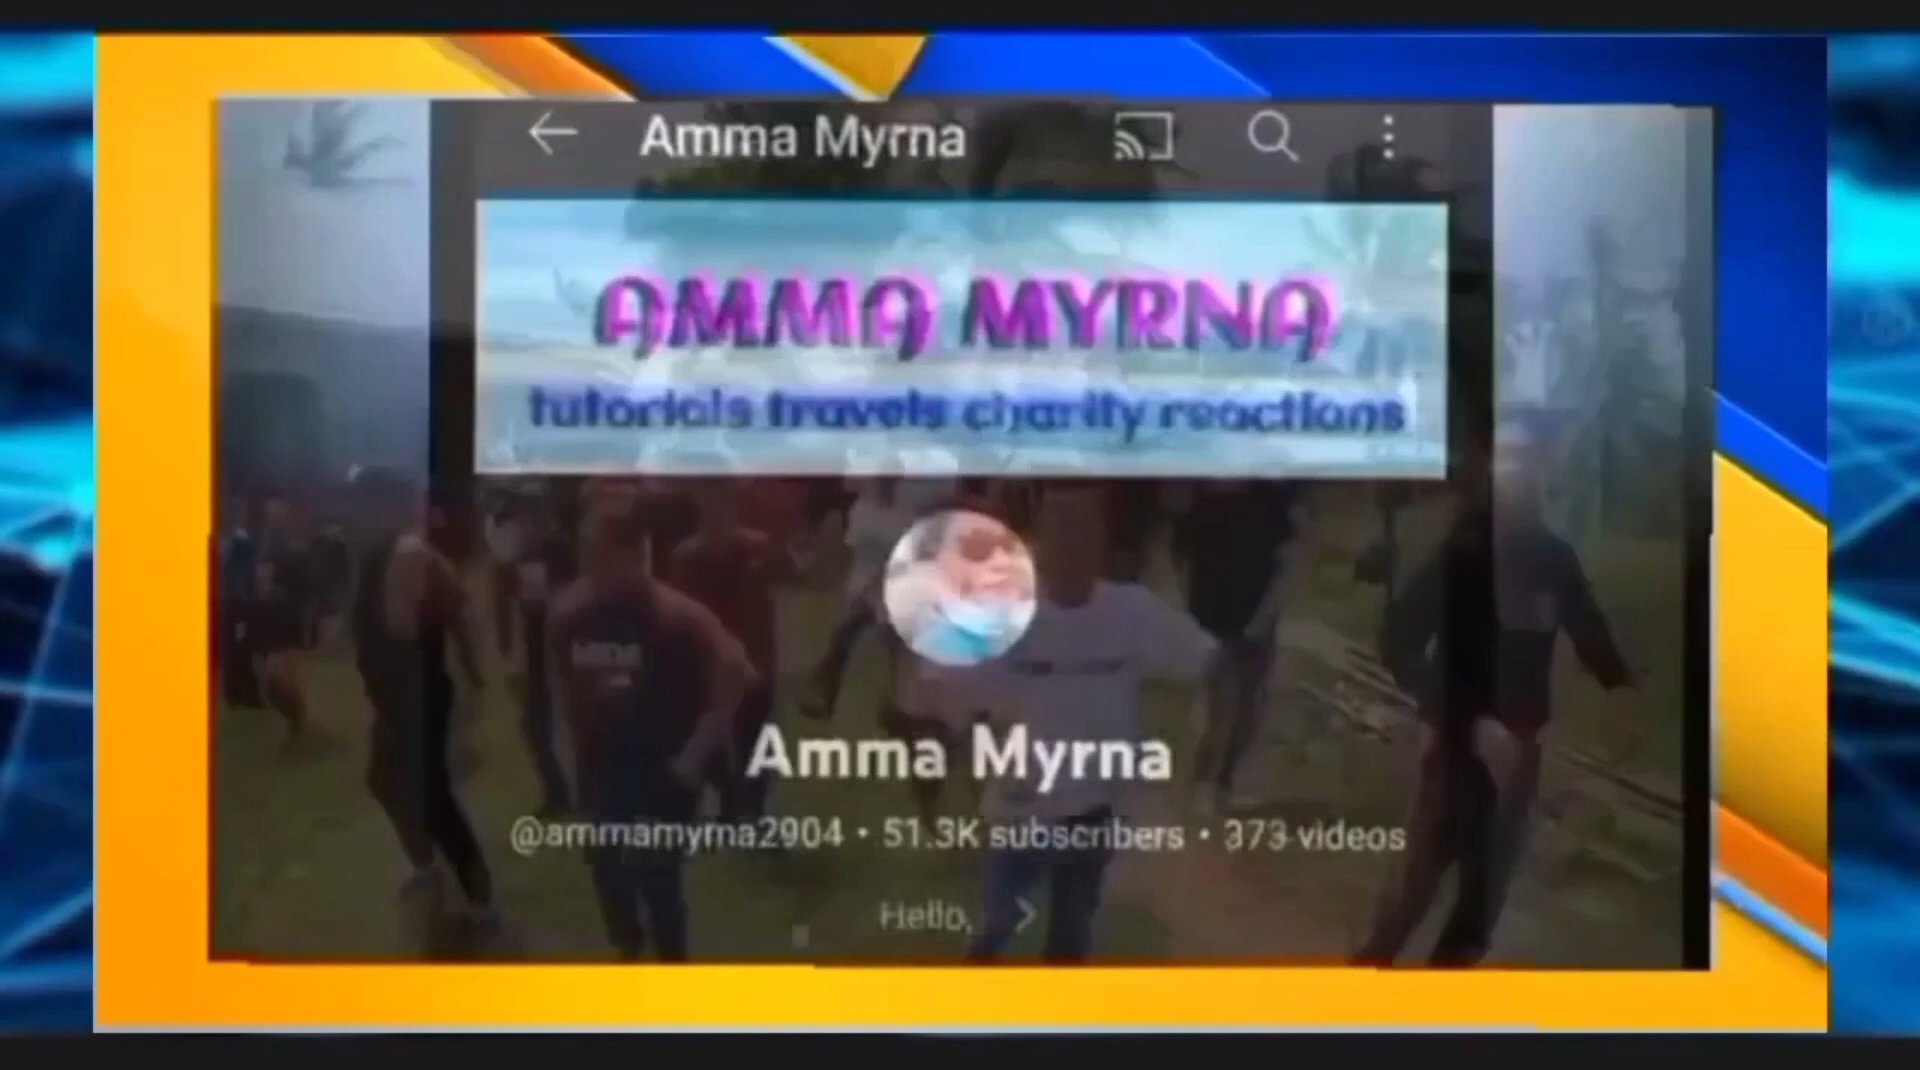 Amma Myrna
AMMA MYRNA
tutorials travels charity reactions
Amma Myrna
@ammamyrna2904 • 51.3K subscribers • 373 videos
Hello,